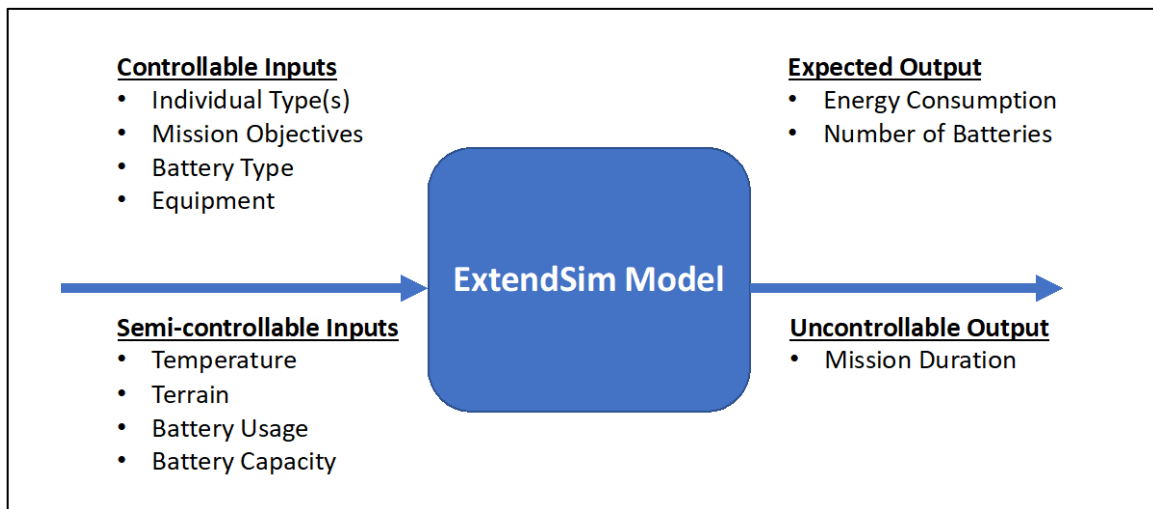 Controllable Inputs
• Individual Type(s)
• Mission Objectives
• Battery Type
• Equipment
Semi-controllable Inputs
• Temperature
• Terrain
• Battery Usage
• Battery Capacity
ExtendSim Model
Expected Output
• Energy Consumption
• Number of Batteries
Uncontrollable Output
• Mission Duration